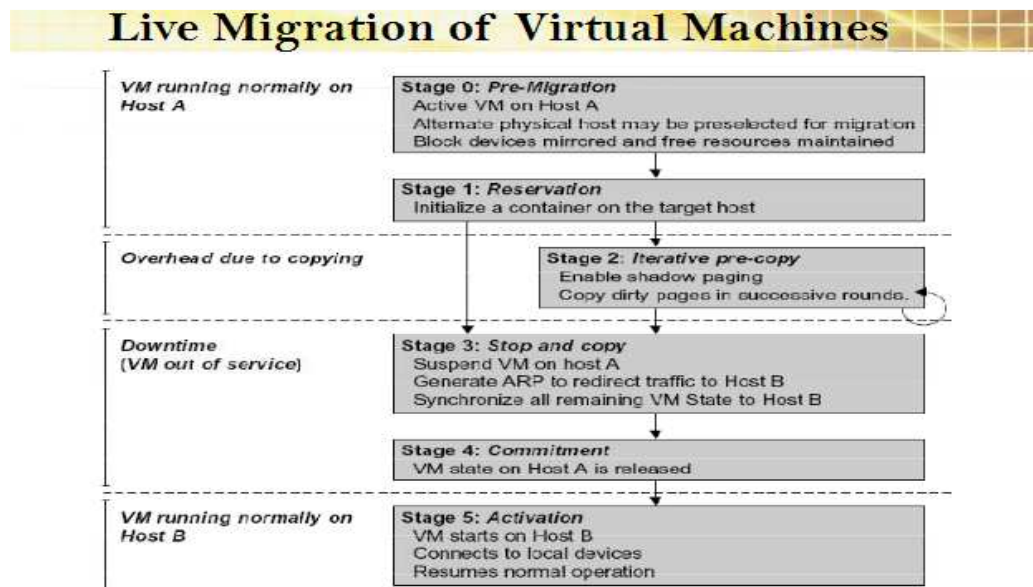 Live Migration of Virtual Machines
VM running normally on
Host A
Stage 0: Pre-Migration
Active VM on Host A
Alternate physical host may be preselected for migration
Block devices mirrored and free resources maintained
Stage 1: Reservation
Initialize a container on the target host
Overhead due to copying
Stage 2: Iterative pre-copy
Enable shadow paging
Copy dirty pages in successive rounds.
Downtime
(VM out of service)
Stage 3: Stop and copy
Suspend VM on host A
Generate ARP to redirect traffic to Host B
Synchronize all remaining VM State to Host B
Stage 4: Commitment
VM state on Host A is released
VM running normally on
Host B
Stage 5: Activation
VM starts on Host B
Connects to local devices
Resumes normal operation